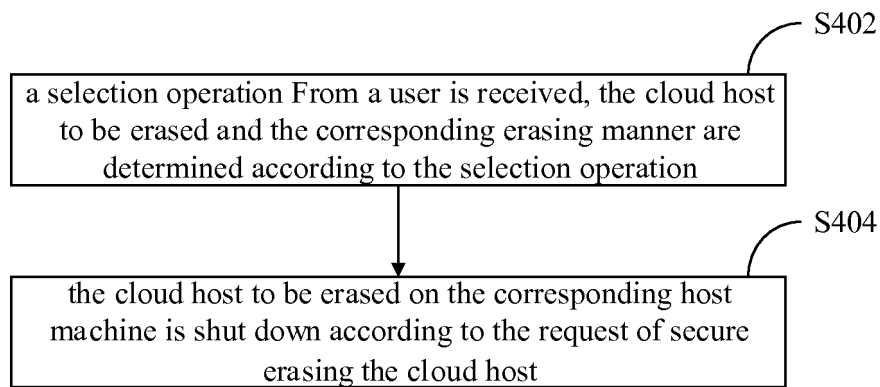 S402
a selection operation From a user is received, the cloud host
to be erased and the corresponding erasing manner are
determined according to the selection operation
S404
the cloud host to be erased on the corresponding host
machine is shut down according to the request of secure
erasing the cloud host